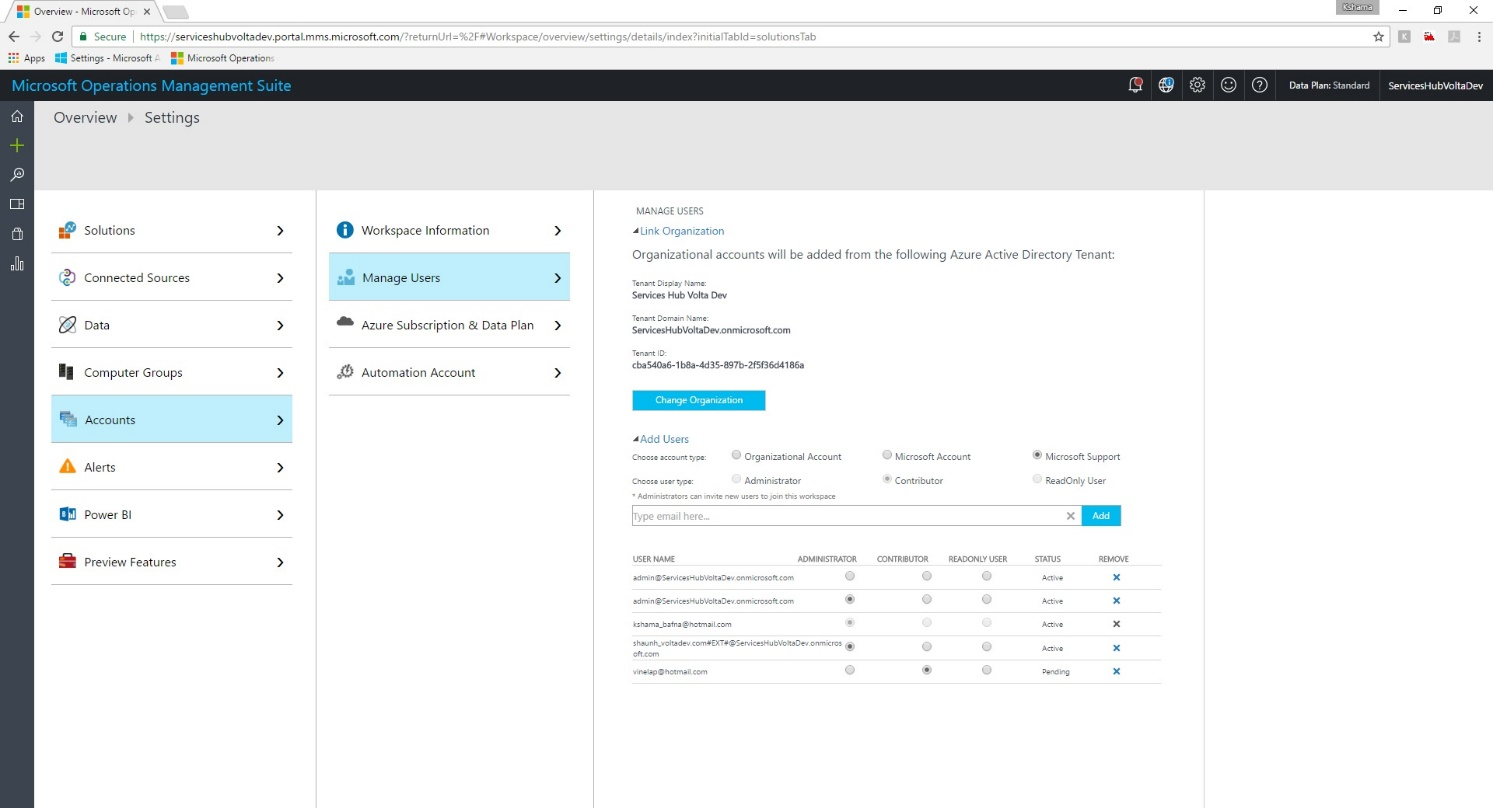 Overview - Microsoft Op
Kshama
Secure https://serviceshubvoltadev.portal.mms.microsoft.com/?returnUrl=%2F#Workspace/overview/settings/details/index?initialTabId=solutionsTab
Apps Settings - Microsoft A Microsoft Operations
Microsoft Operations Management Suite
Data Plan: Standard ServicesHubVoltaDev
Overview Settings
Solutions
Connected Sources
Data
Computer Groups
Accounts
Alerts
Power BI
Preview Features
Workspace Information
Manage Users
Azure Subscription & Data Plan
Automation Account
MANAGE USERS
Link Organization
Organizational accounts will be added from the following Azure Active Directory Tenant:
Tenant Display Name:
Services Hub Volta Dev
Tenant Domain Name:
ServicesHubVoltaDev.onmicrosoft.com
Tenant ID:
cba540a6-1b8a-4d35-897b-2f5f36d4186a
Change Organization
Add Users
Choose account type: Organizational Account Microsoft Account Microsoft Support
Choose user type: Administrator Contributor ReadOnly User
* Administrators can invite new users to join this workspace
Type email here... Add
USER NAME ADMINISTRATOR CONTRIBUTOR READONLY USER STATUS REMOVE
admin@ServicesHubVoltaDev.onmicrosoft.com Active
admin@ServicesHubVoltaDev.onmicrosoft.com Active
kshama_bafna@hotmail.com Active
shaunh_voltadev.com#EXT#@ServicesHubVoltaDev.onmicros
oft.com Active
vinelap@hotmail.com Pending